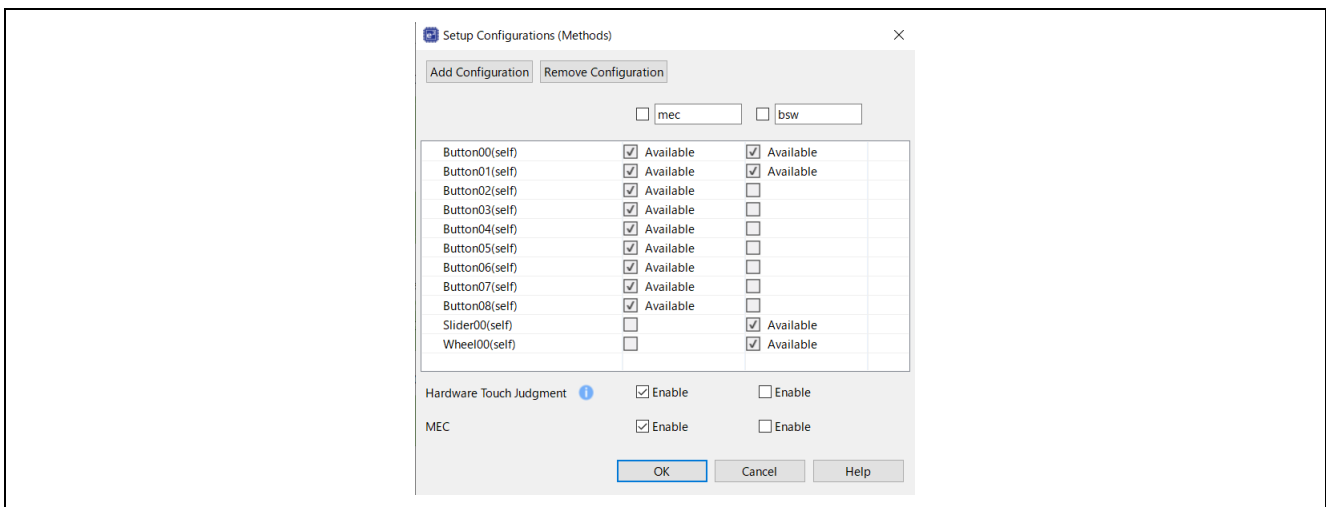 Setup Configurations (Methods)
Add Configuration Remove Configuration
mec bsw
Button00(self) Available Available
Button01(self) Available Available
Button02(self) Available
Button03(self) Available
Button04(self) Available
Button05(self) Available
Button06(self) Available
Button07(self) Available
Button08(self) Available
Slider00(self) Available
Wheel00(self) Available
Hardware Touch Judgment i Enable Enable
MEC Enable Enable
OK Cancel Help